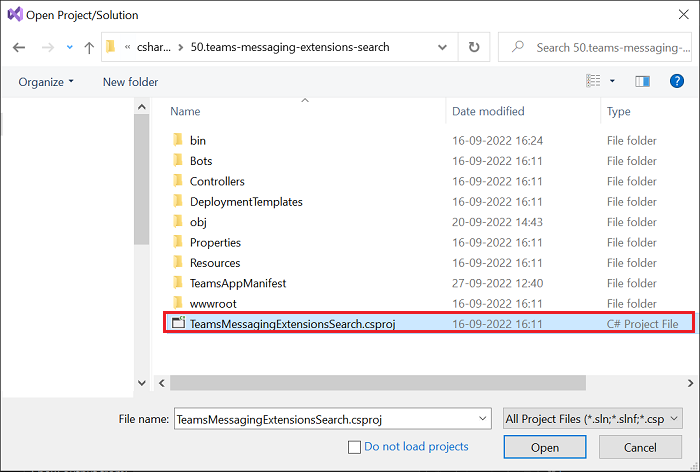 Open Project/Solution
« cshar... > 50.teams-messaging-extensions-search
Search 50.teams-messaging-...
Organize New folder
Name Date modified Type
bin 16-09-2022 16:24 File folder
Bots 16-09-2022 16:11 File folder
Controllers 16-09-2022 16:11 File folder
DeploymentTemplates 16-09-2022 16:11 File folder
obj 20-09-2022 14:43 File folder
Properties 16-09-2022 16:11 File folder
Resources 16-09-2022 16:11 File folder
TeamsAppManifest 27-09-2022 12:40 File folder
wwwroot 16-09-2022 16:11 File folder
TeamsMessagingExtensionsSearch.csproj 16-09-2022 16:11 C# Project File
File name: TeamsMessagingExtensionsSearch.csproj All Project Files (*.sln;*.slnf;*.csp
Do not load projects Open Cancel